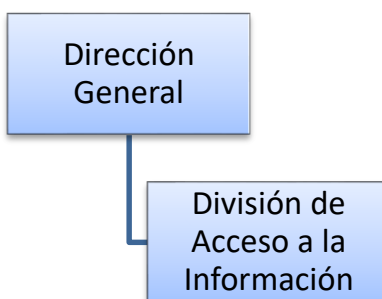 Dirección
General
División de
Acceso a la
Información